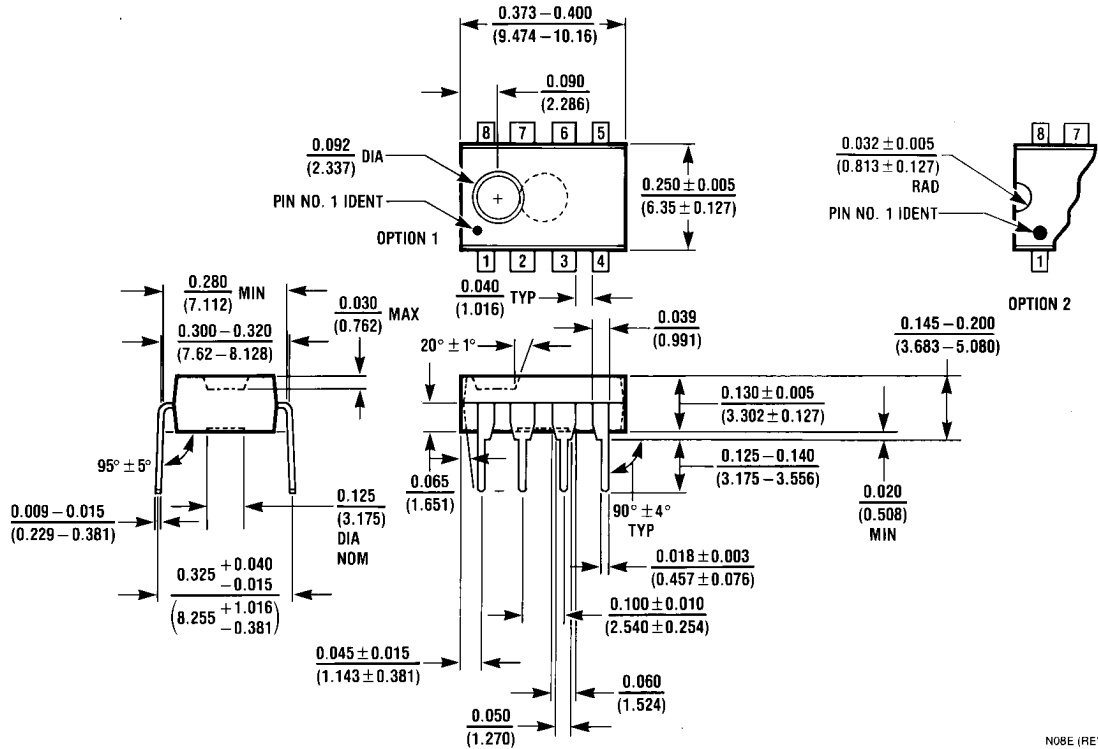 0.373 – 0.400
(9.474 – 10.16)
0.090
(2.286)
8 7 6 5
0.092 DIA
(2.337)
PIN NO. 1 IDENT
OPTION 1
1 2 3 4
0.250 ± 0.005
(6.35 ± 0.127)
0.032 ± 0.005
(0.813 ± 0.127)
RAD
PIN NO. 1 IDENT
8 7
1
OPTION 2
0.280 MIN
(7.112)
0.300 – 0.320
(7.62 – 8.128)
0.030 MAX
(0.762)
0.040 TYP
(1.016)
0.039
(0.991)
20° ± 1°
0.145 – 0.200
(3.683 – 5.080)
0.130 ± 0.005
(3.302 ± 0.127)
0.125 – 0.140
(3.175 – 3.556)
0.020
(0.508)
MIN
95° ± 5°
0.009 – 0.015
(0.229 – 0.381)
0.125
(3.175)
DIA
NOM
0.065
(1.651)
90° ± 4°
TYP
0.325 +0.040
-0.015
(8.255 +1.016
-0.381)
0.018 ± 0.003
(0.457 ± 0.076)
0.100 ± 0.010
(2.540 ± 0.254)
0.045 ± 0.015
(1.143 ± 0.381)
0.060
(1.524)
0.050
(1.270)
N08E (RE